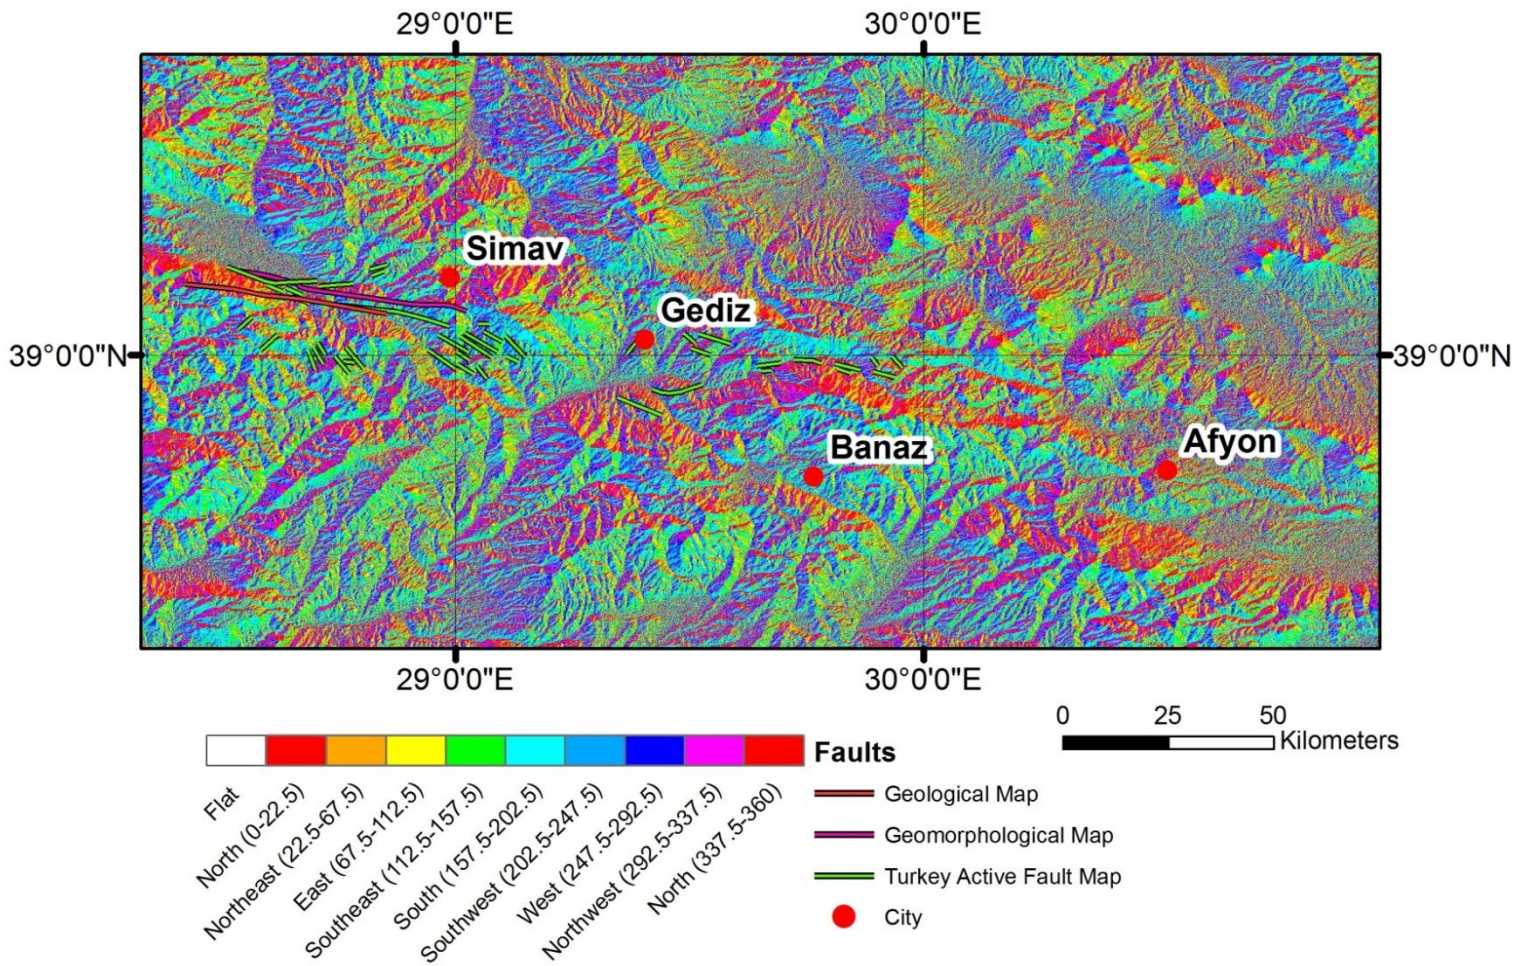 29°0'0"E 30°0'0"E
Simav
Gediz
39°0'0"N 39°0'0"N
Banaz
Afyon
29°0'0"E 30°0'0"E
0 25 50
Kilometers
Faults
Flat
North (0-22.5)
Northeast (22.5-67.5)
East (67.5-112.5)
Southeast (112.5-157.5)
South (157.5-202.5)
Southwest (202.5-247.5)
West (247.5-292.5)
Northwest (292.5-337.5)
North (337.5-360)
Geological Map
Geomorphological Map
Turkey Active Fault Map
City